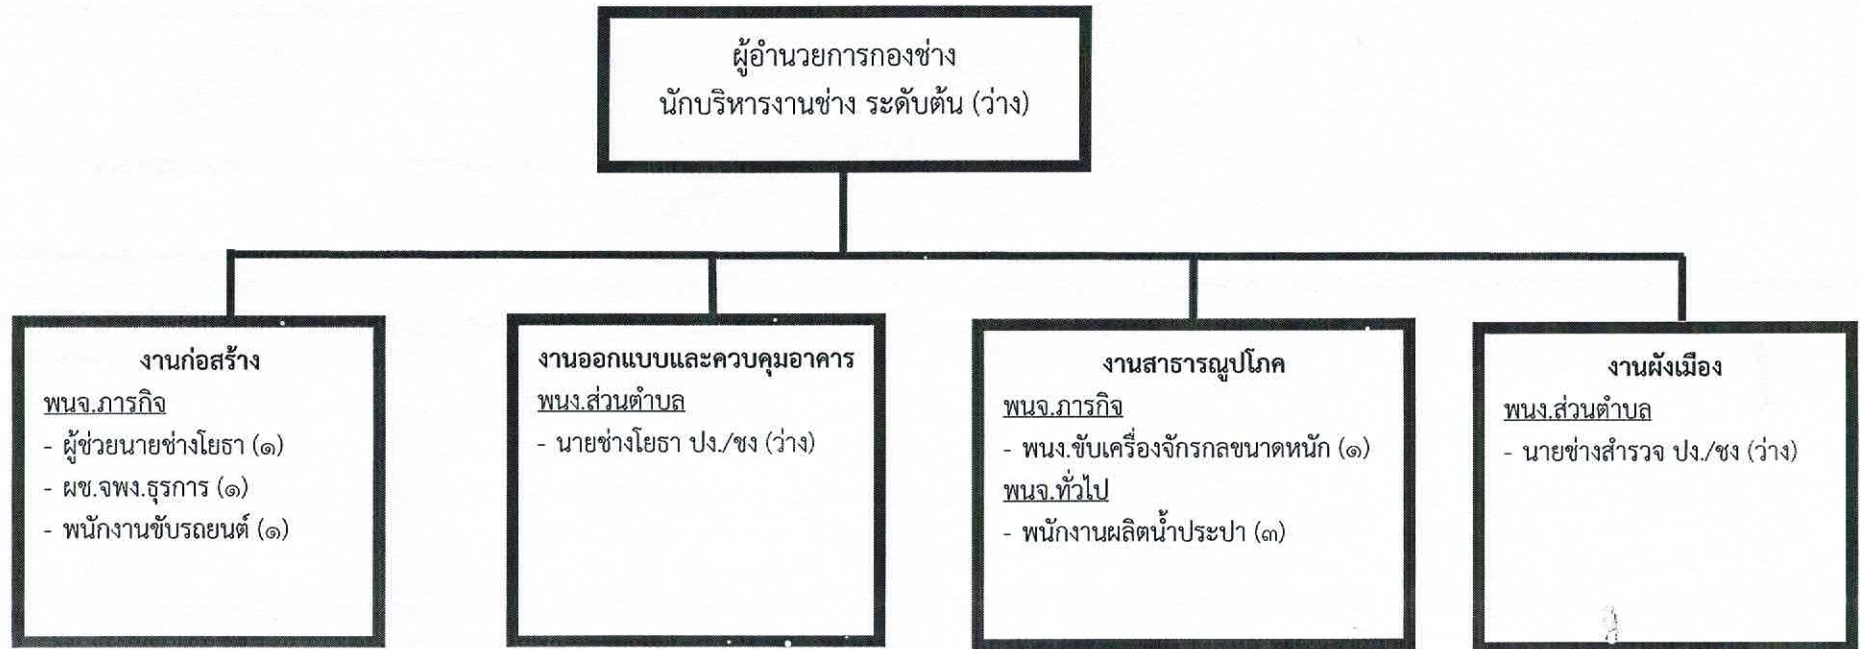 ผู้อำนวยการกองช่าง
นักบริหารงานช่าง ระดับต้น (ว่าง)
งานก่อสร้าง
พนจ.ภารกิจ
- ผู้ช่วยนายช่างโยธา (๑)
- ผช.จพง.ธุรการ (๑)
- พนักงานขับรถยนต์ (๑)
งานออกแบบและควบคุมอาคาร
พนง.ส่วนตำบล
- นายช่างโยธา ปง./ชง (ว่าง)
งานสาธารณูปโภค
พนจ.ภารกิจ
- พนง.ขับเครื่องจักรกลขนาดหนัก (๑)
พนจ.ทั่วไป
- พนักงานผลิตน้ำประปา (๓)
งานผังเมือง
พนง.ส่วนตำบล
- นายช่างสำรวจ ปง./ชง (ว่าง)